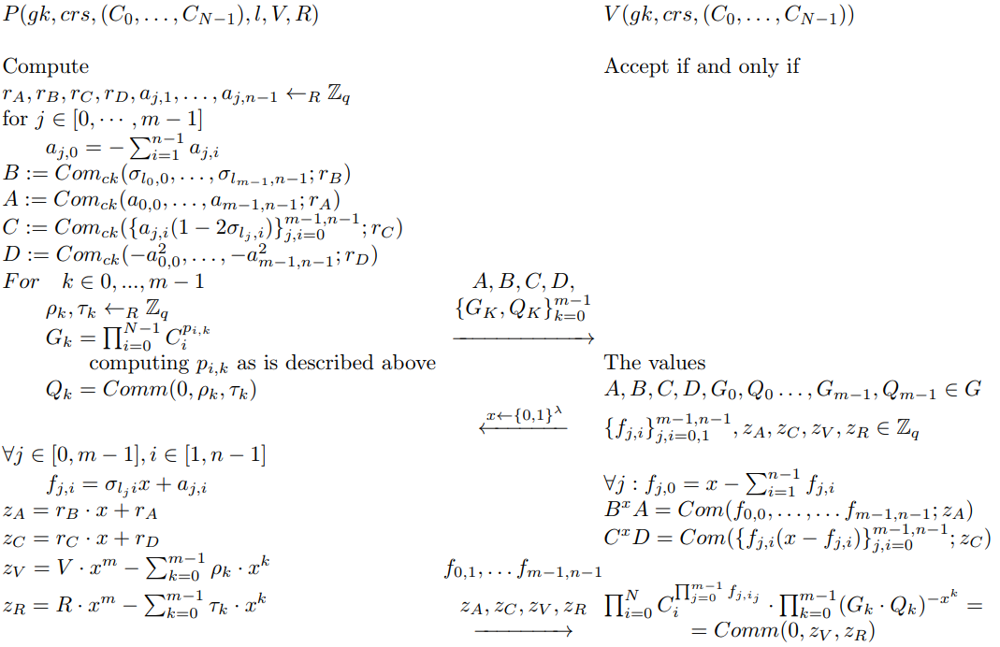 P(gk, crs, (C_0, …, C_{N−1}), l, V, R)
V(gk, crs, (C_0, …, C_{N−1}))
Compute
Accept if and only if
r_A, r_B, r_C, r_D, a_{j,1}, …, a_{j,n−1} ←_R ℤ_q
for j ∈ [0, ⋯, m − 1]
a_{j,0} = −∑_{i=1}^{n−1} a_{j,i}
B := Com_{ck}(σ_{l_0,0}, …, σ_{l_{m−1},n−1}; r_B)
A := Com_{ck}(a_{0,0}, …, a_{m−1,n−1}; r_A)
C := Com_{ck}({a_{j,i}(1 − 2σ_{l_j,i})}_{j,i=0}^{m−1,n−1}; r_C)
D := Com_{ck}(−a_{0,0}^2, …, −a_{m−1,n−1}^2; r_D)
For k ∈ 0, ..., m − 1
A, B, C, D,
ρ_k, τ_k ←_R ℤ_q
{G_K, Q_K}_{k=0}^{m−1}
G_k = ∏_{i=0}^{N−1} C_i^{p_{i,k}}
computing p_{i,k} as is described above
The values
Q_k = Comm(0, ρ_k, τ_k)
A, B, C, D, G_0, Q_0 …, G_{m−1}, Q_{m−1} ∈ G
x←{0,1}^λ
{f_{j,i}}_{j,i=0,1}^{m−1,n−1}, z_A, z_C, z_V, z_R ∈ ℤ_q
∀j ∈ [0, m − 1], i ∈ [1, n − 1]
f_{j,i} = σ_{l_j i}x + a_{j,i}
∀j : f_{j,0} = x − ∑_{i=1}^{n−1} f_{j,i}
z_A = r_B · x + r_A
B^x A = Com(f_{0,0}, …, … f_{m−1,n−1}; z_A)
z_C = r_C · x + r_D
C^x D = Com({f_{j,i}(x − f_{j,i})}_{j,i=0}^{m−1,n−1}; z_C)
z_V = V · x^m − ∑_{k=0}^{m−1} ρ_k · x^k
f_{0,1}, … f_{m−1,n−1}
z_R = R · x^m − ∑_{k=0}^{m−1} τ_k · x^k
z_A, z_C, z_V, z_R
∏_{i=0}^{N} C_i^{∏_{j=0}^{m−1} f_{j,i_j}} · ∏_{k=0}^{m−1}(G_k · Q_k)^{−x^k} =
= Comm(0, z_V, z_R)